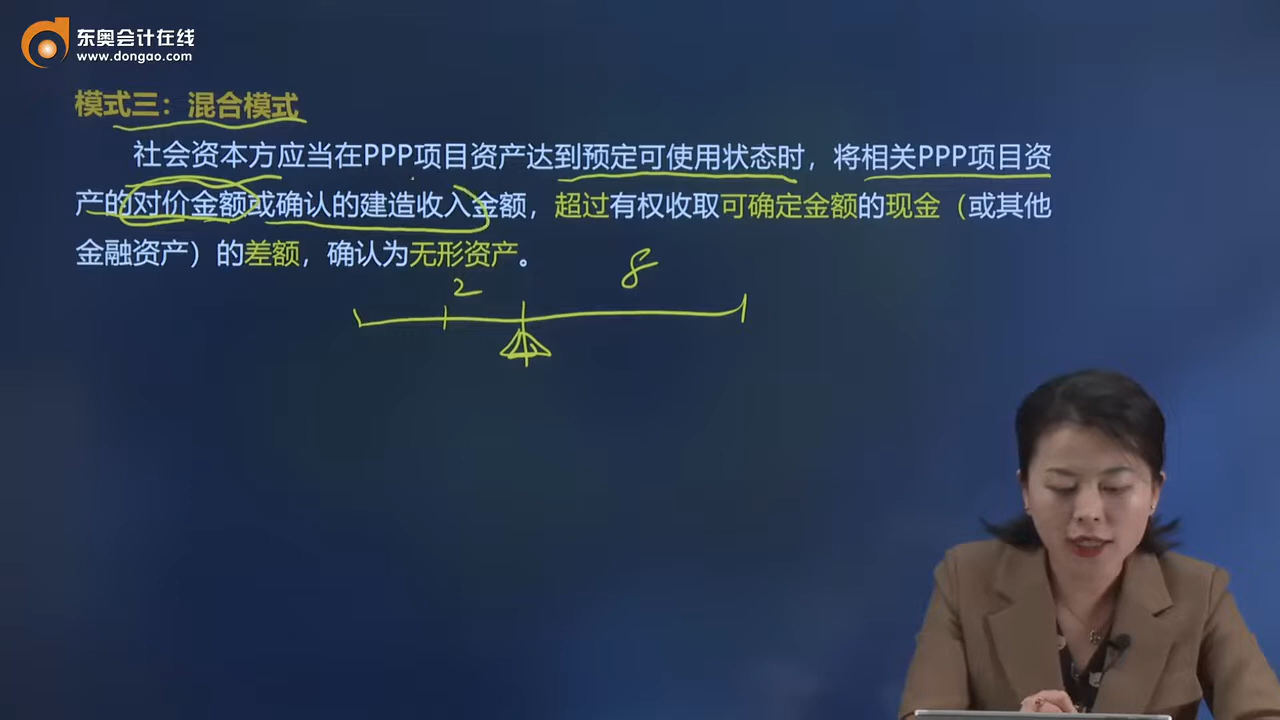 东奥会计在线
www.dongao.com
模式三：混合模式
社会资本方应当在PPP项目资产达到预定可使用状态时，将相关PPP项目资
产的对价金额或确认的建造收入金额，超过有权收取可确定金额的现金（或其他
金融资产）的差额，确认为无形资产。
2
8